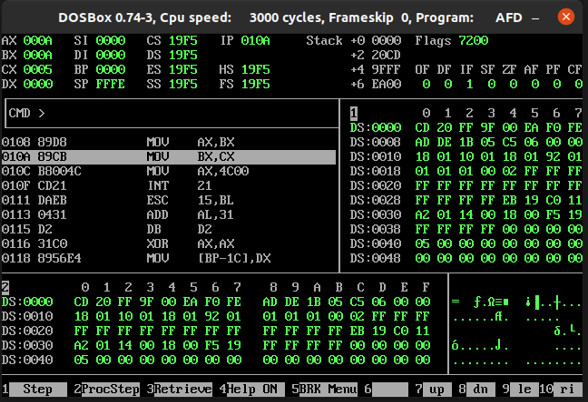 DOSBox 0.74-3, Cpu speed: 3000 cycles, Frameskip 0, Program: AFD
AX 000A SI 0000 CS 19F5 IP 010A Stack +0 0000 Flags 7200
BX 000A DI 0000 DS 19F5 +2 20CD
CX 0005 BP 0000 ES 19F5 HS 19F5 +4 9FFF OF DF IF SF ZF AF PF CF
DX 0000 SP FFFE SS 19F5 FS 19F5 +6 EA00 0 0 1 0 0 0 0 0
CMD >
0108 89D8 MOV AX,BX
010A 89CB MOV BX,CX
010C B8004C MOV AX,4C00
010F CD21 INT 21
0111 DAEB ESC 15,BL
0113 0431 ADD AL,31
0115 D2 DB D2
0116 31C0 XOR AX,AX
0118 8956E4 MOV [BP-1C],DX
1 0 1 2 3 4 5 6 7
DS:0000 CD 20 FF 9F 00 EA F0 FE
DS:0008 AD DE 1B 05 C5 06 00 00
DS:0010 18 01 10 01 18 01 92 01
DS:0018 01 01 01 00 02 FF FF FF
DS:0020 FF FF FF FF FF FF FF FF
DS:0028 FF FF FF FF EB 19 C0 11
DS:0030 A2 01 14 00 18 00 F5 19
DS:0038 FF FF FF FF 00 00 00 00
DS:0040 05 00 00 00 00 00 00 00
DS:0048 00 00 00 00 00 00 00 00
2 0 1 2 3 4 5 6 7 8 9 A B C D E F
DS:0000 CD 20 FF 9F 00 EA F0 FE AD DE 1B 05 C5 06 00 00
DS:0010 18 01 10 01 18 01 92 01 01 01 01 00 02 FF FF FF
DS:0020 FF FF FF FF FF FF FF FF FF FF FF FF EB 19 C0 11
DS:0030 A2 01 14 00 18 00 F5 19 FF FF FF FF 00 00 00 00
DS:0040 05 00 00 00 00 00 00 00 00 00 00 00 00 00 00 00
1 Step 2ProcStep 3Retrieve 4Help ON 5BRK Menu 6 7 up 8 dn 9 le 10 ri